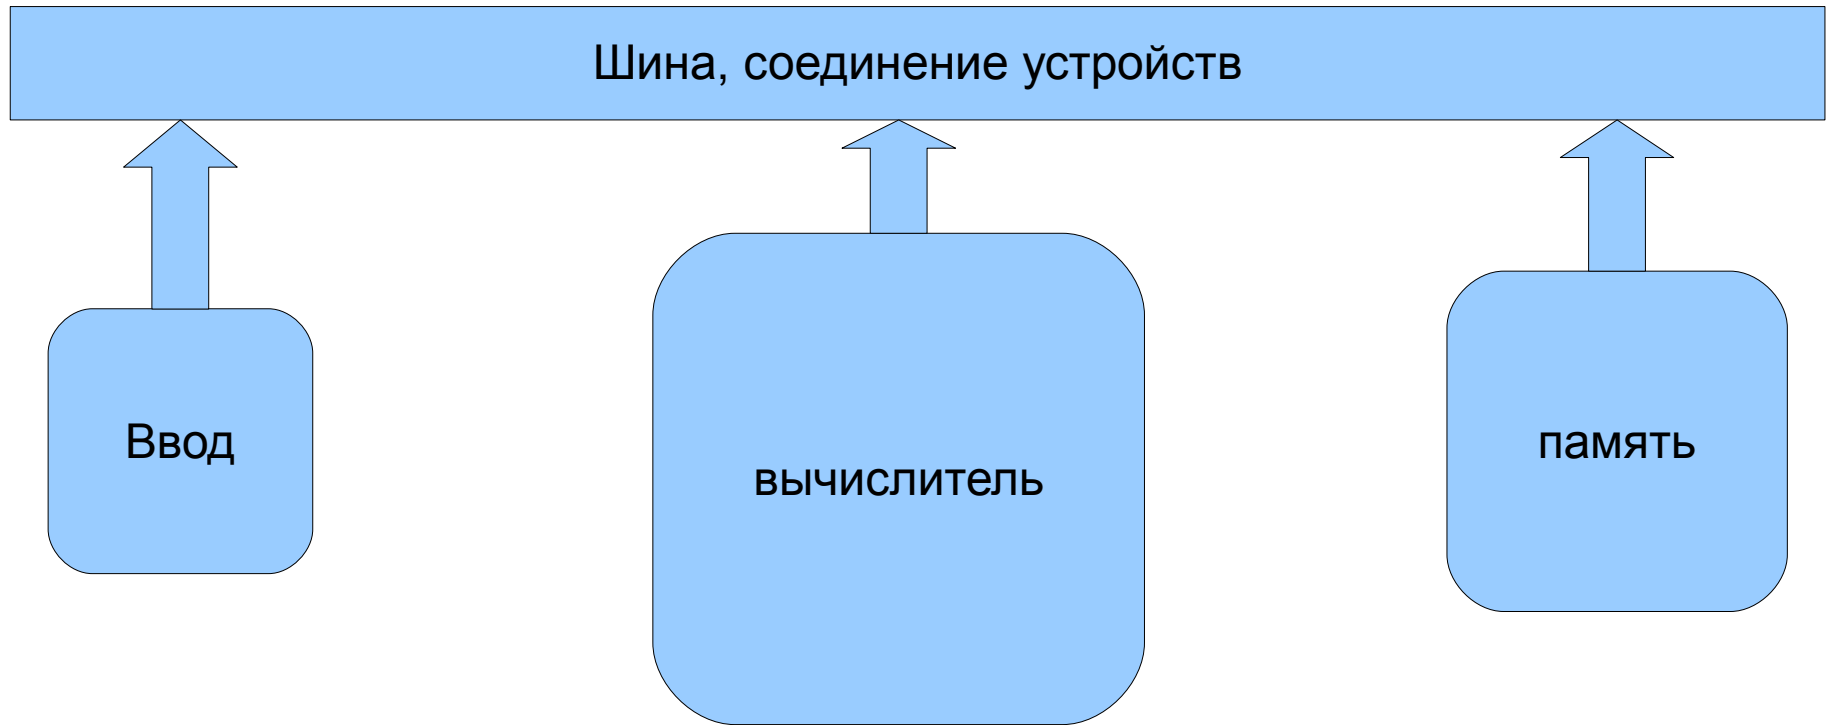 Шина, соединение устройств
Ввод
вычислитель
память